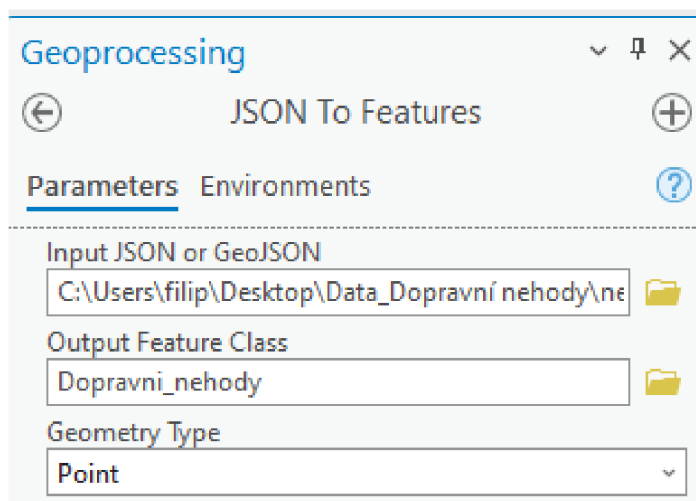 Geoprocessing
JSON To Features
Parameters Environments
Input JSON or GeoJSON
C:\Users\filip\Desktop\Data_Dopravní nehody\ne
Output Feature Class
Dopravni_nehody
Geometry Type
Point